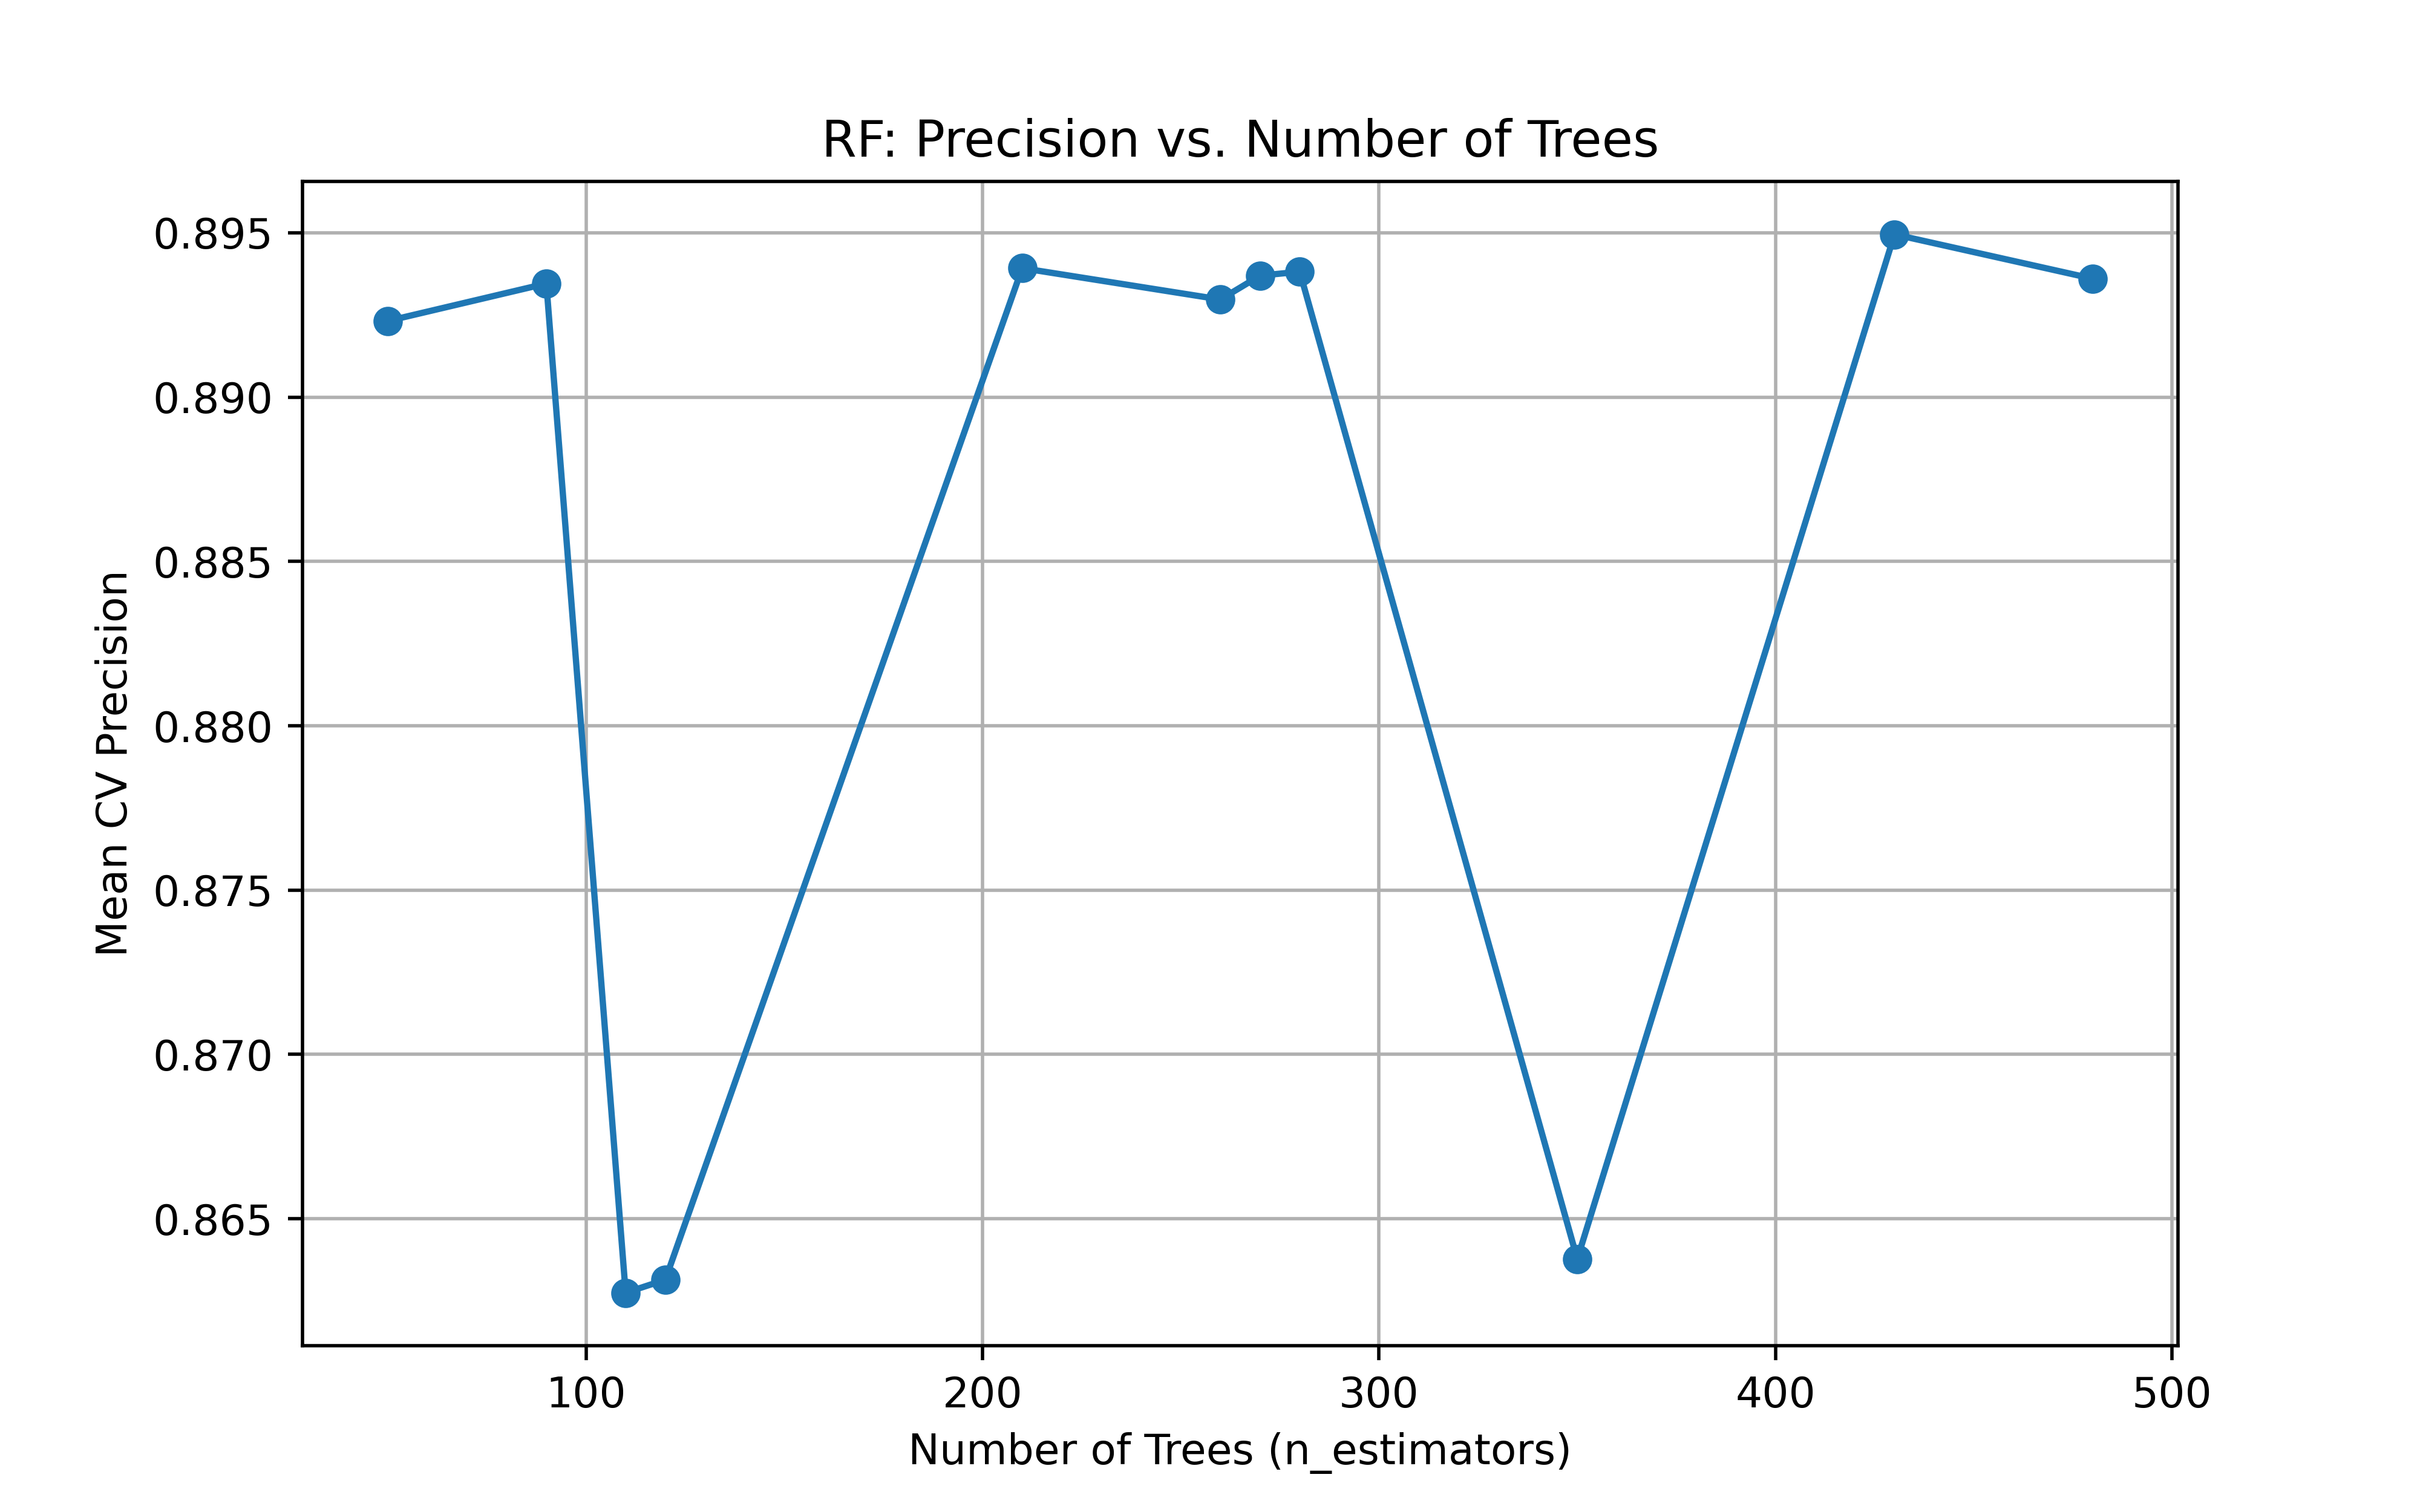 RF: Precision vs. Number of Trees
Mean CV Precision
0.895
0.890
0.885
0.880
0.875
0.870
0.865
100 200 300 400 500
Number of Trees (n_estimators)